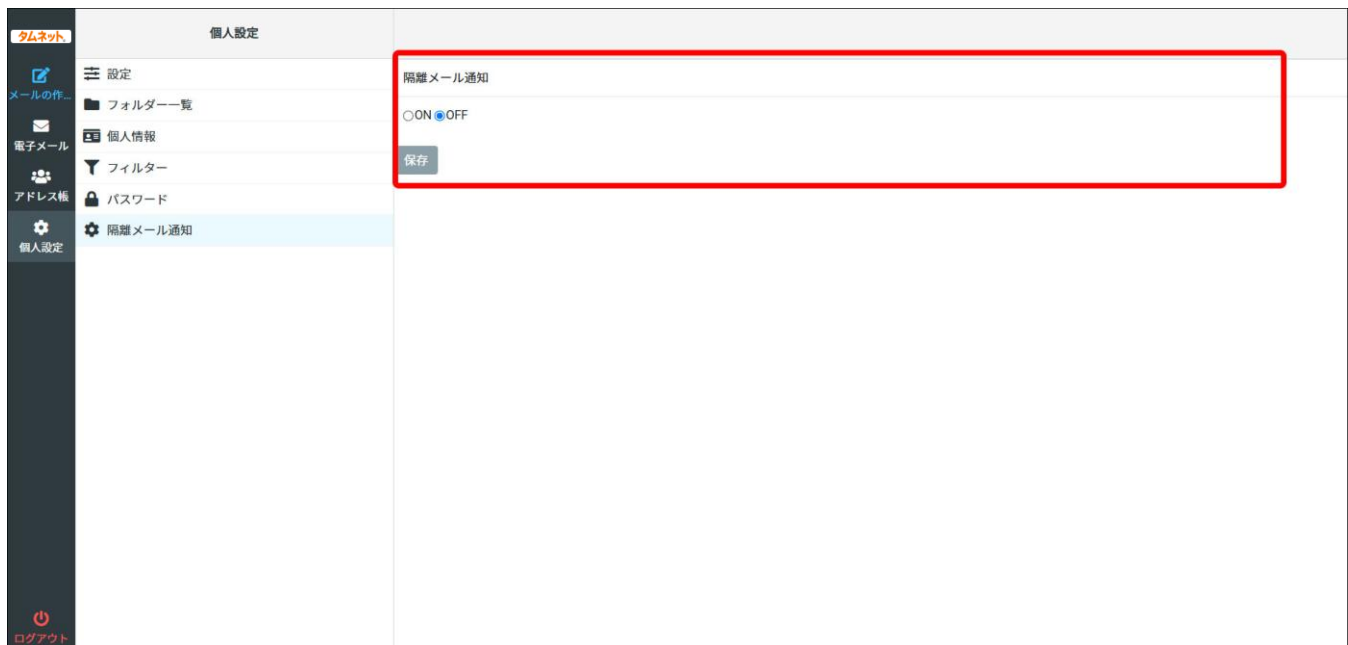 タムネット
メールの作...
電子メール
アドレス帳
個人設定
ログアウト
個人設定
設定
フォルダー一覧
個人情報
フィルター
パスワード
隔離メール通知
隔離メール通知
ON OFF
保存